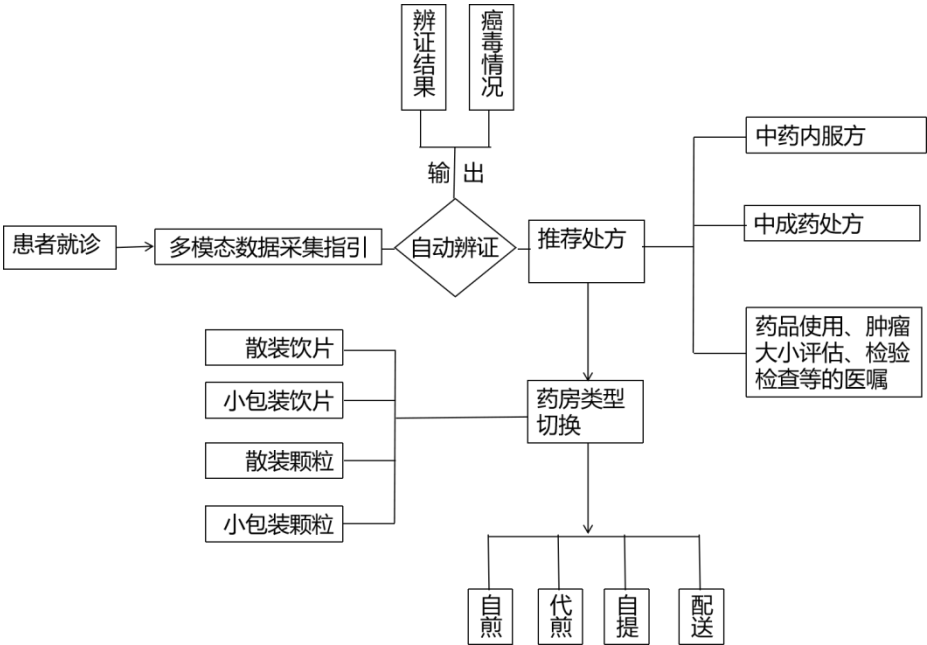 辨证结果
癌毒情况
输 出
中药内服方
中成药处方
药品使用、肿瘤
大小评估、检验
检查等的医嘱
患者就诊
多模态数据采集指引
自动辨证
推荐处方
散装饮片
小包装饮片
散装颗粒
小包装颗粒
药房类型
切换
自煎
代煎
自提
配送